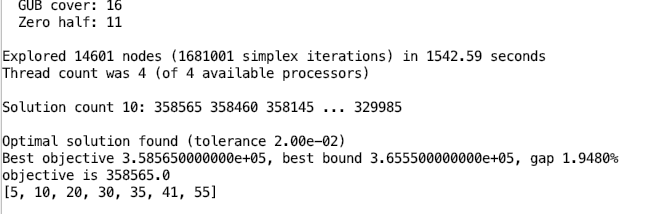 GUB cover: 16
Zero half: 11
Explored 14601 nodes (1681001 simplex iterations) in 1542.59 seconds
Thread count was 4 (of 4 available processors)
Solution count 10: 358565 358460 358145 ... 329985
Optimal solution found (tolerance 2.00e-02)
Best objective 3.585650000000e+05, best bound 3.655500000000e+05, gap 1.9480%
objective is 358565.0
[5, 10, 20, 30, 35, 41, 55]